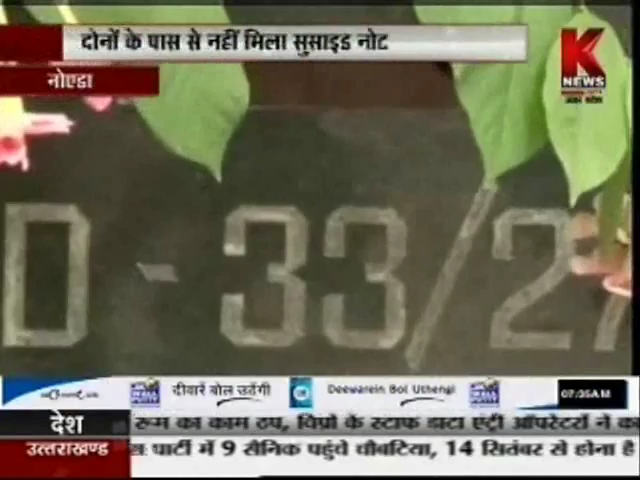 दोनों के पास से नहीं मिला सुसाइड नोट
नोएडा
K
NEWS
D-33/2
दीवारें बोल उठेंगी
Deewarein Bol Uthengi
07:35AM
देश
रूम का काम ठप, विप्रो के स्टाफ डाटा एंट्री ऑपरेटरों ने का
उत्तराखण्ड
पार्टी में 9 सैनिक पहुंचे चौबटिया, 14 सितंबर से होना है